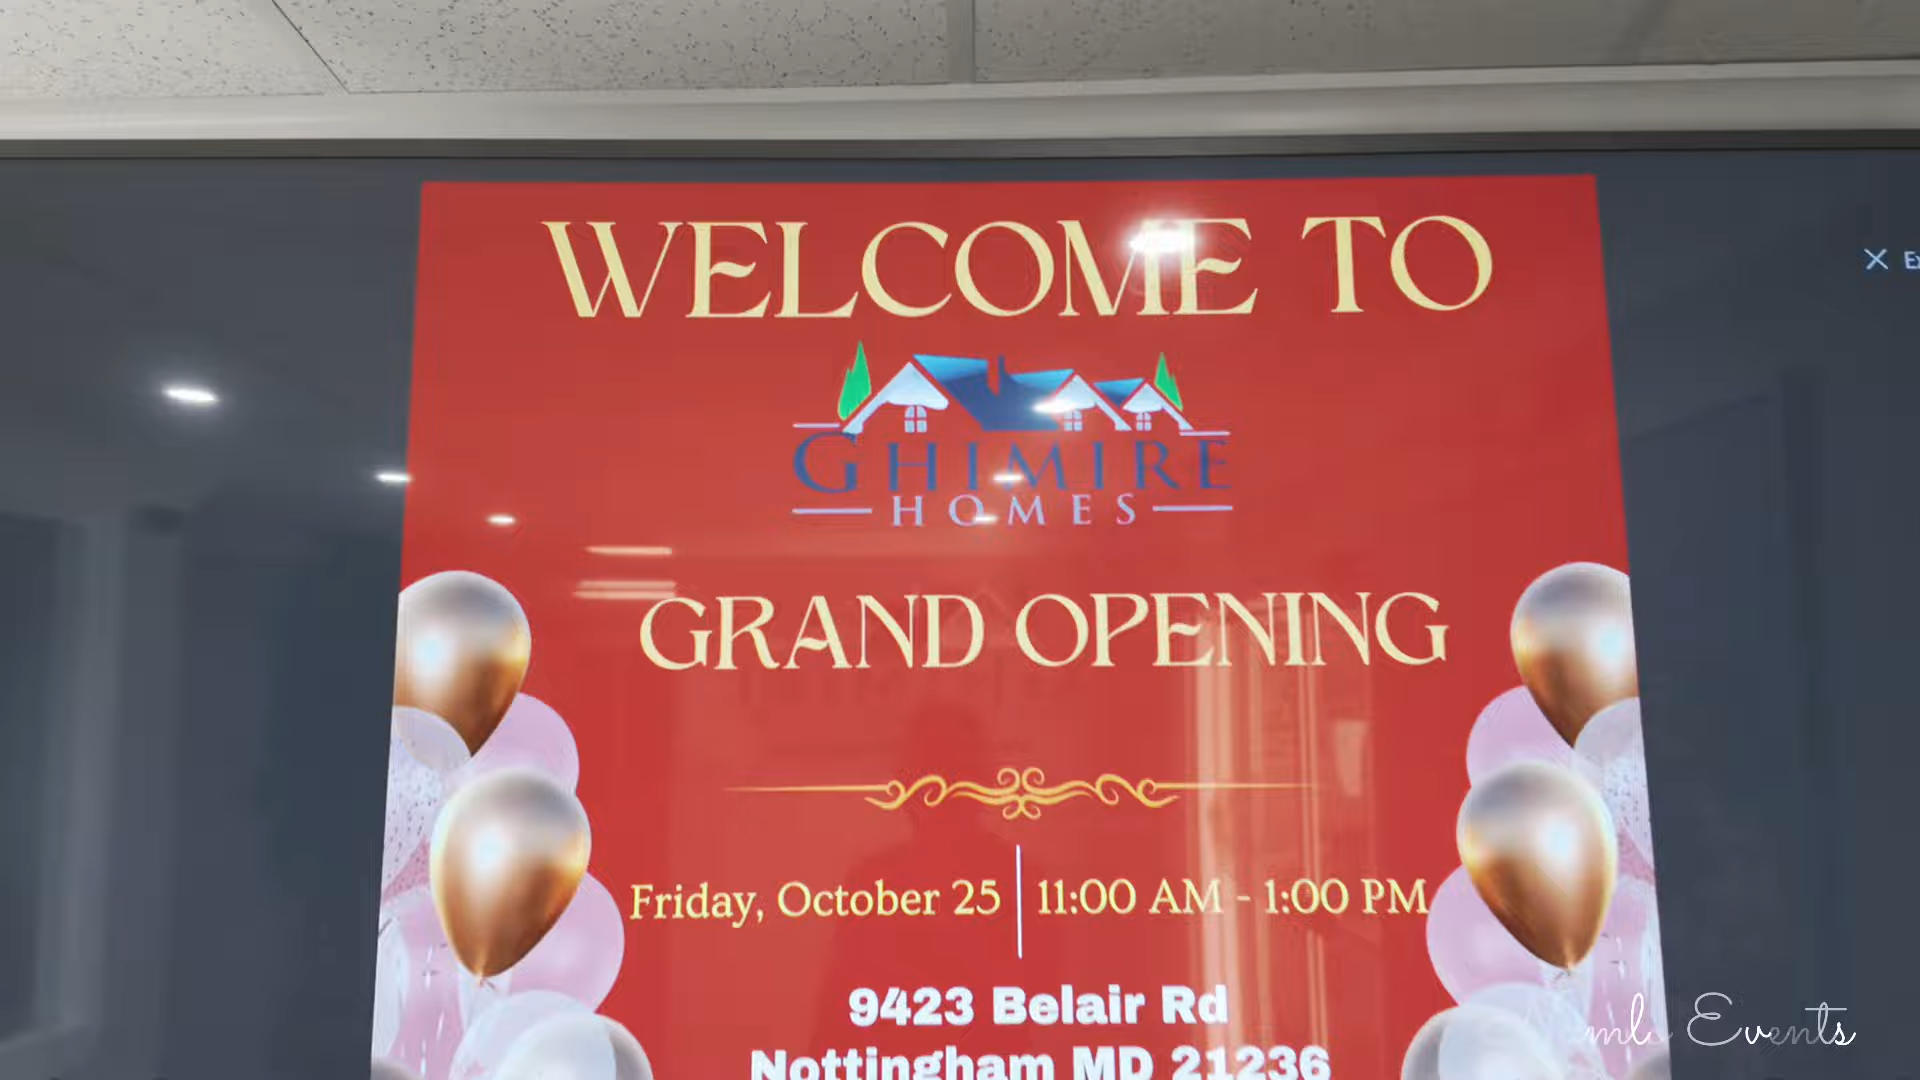 WELCOME TO
GHIMIRE
HOMES
GRAND OPENING
Friday, October 25 11:00 AM - 1:00 PM
9423 Belair Rd
Nottingham MD 21236
Events